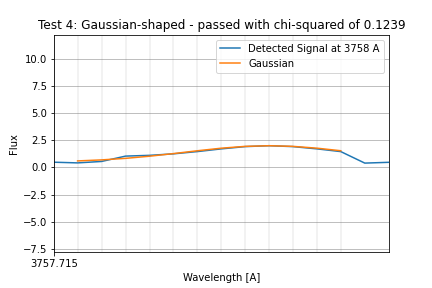 Test 4: Gaussian-shaped - passed with chi-squared of 0.1239
Detected Signal at 3758 A
Gaussian
10.0
7.5
5.0
2.5
0.0
−2.5
−5.0
−7.5
Flux
3757.715
Wavelength [A]